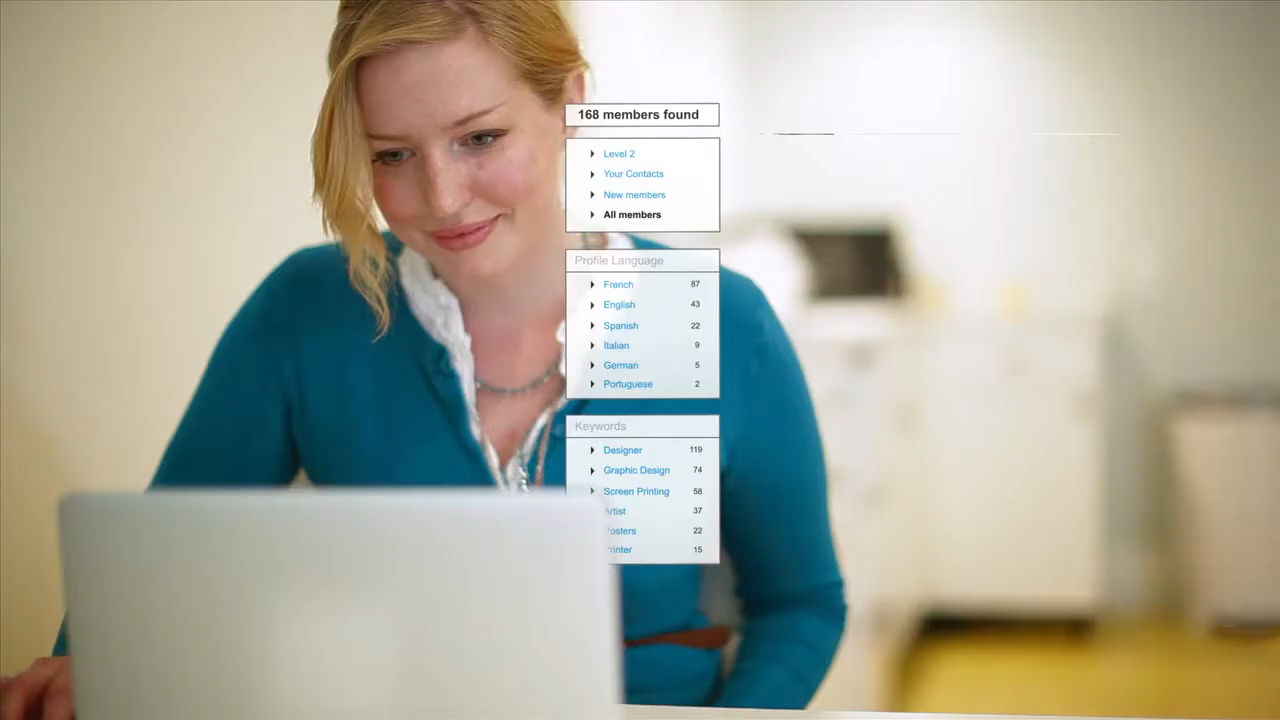 168 members found
Level 2
Your Contacts
New members
All members
Profile Language
French 87
English 43
Spanish 22
Italian 9
German 5
Portuguese 2
Keywords
Designer 119
Graphic Design 74
Screen Printing 58
Artist 37
osters 22
rinter 15